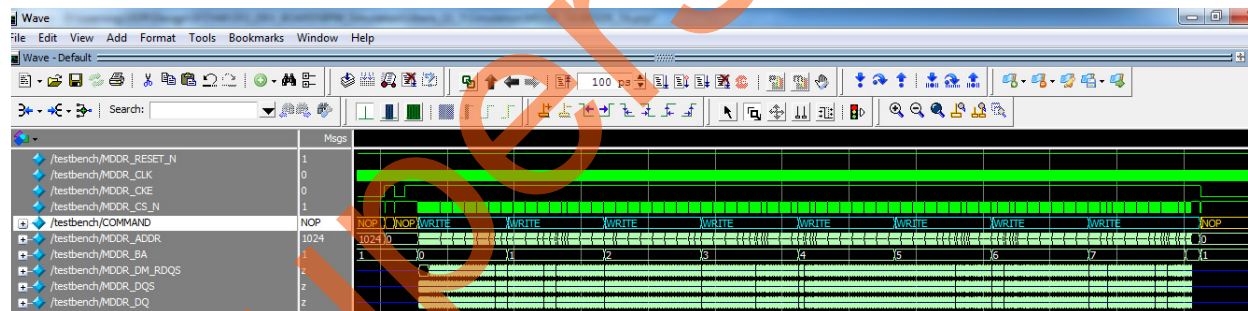 Wave
File Edit View Add Format Tools Bookmarks Window Help
Wave - Default
100 ps
Search:
Msgs
/testbench/MDDR_RESET_N 1
/testbench/MDDR_CLK 0
/testbench/MDDR_CKE 0
/testbench/MDDR_CS_N 1
/testbench/COMMAND NOP NOP NOP WRITE WRITE WRITE WRITE WRITE WRITE WRITE WRITE NOP
/testbench/MDDR_ADDR 1024 1024 0 0
/testbench/MDDR_BA 1 1 0 1 2 3 4 5 6 7 1
/testbench/MDDR_DM_RDQS z
/testbench/MDDR_DQS z
/testbench/MDDR_DQ z